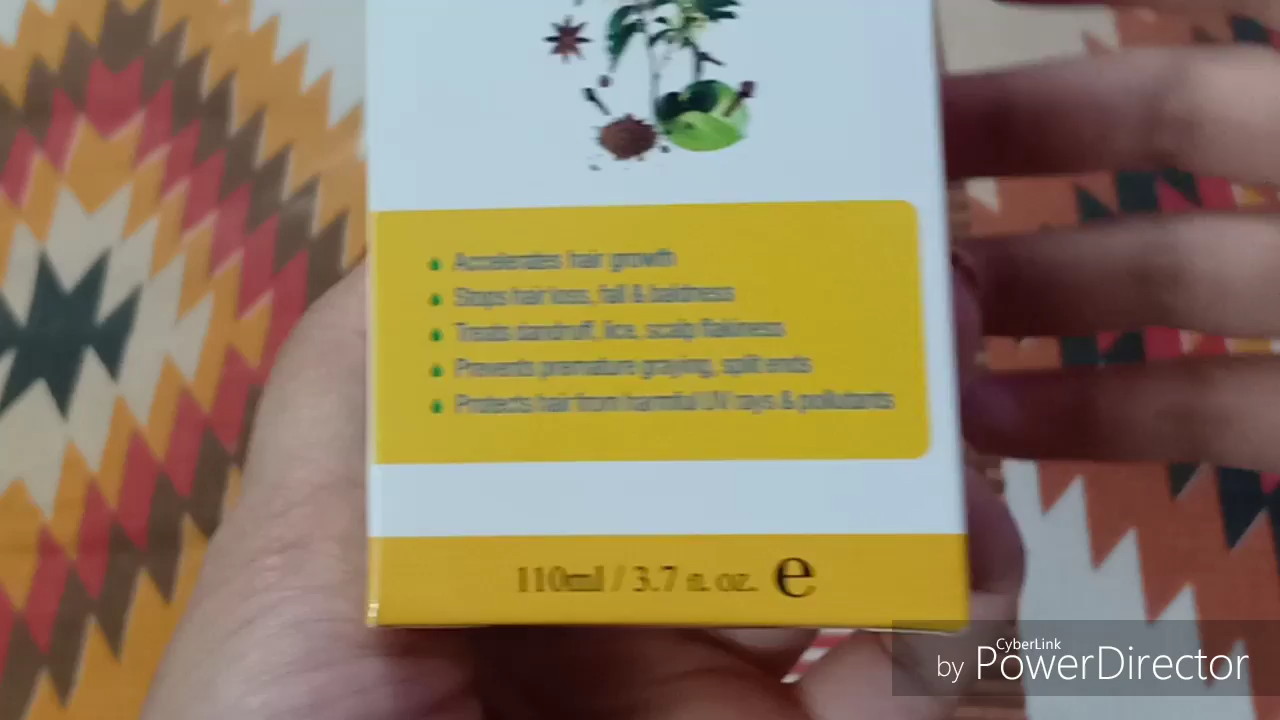 Accelerates hair growth
Stops hair loss, fall & baldness
Treats dandruff, lice, scalp flakiness
Prevents premature graying, split ends
Protects hair from harmful UV rays & pollutants
110ml / 3.7 fl. oz. e
CyberLink
by PowerDirector